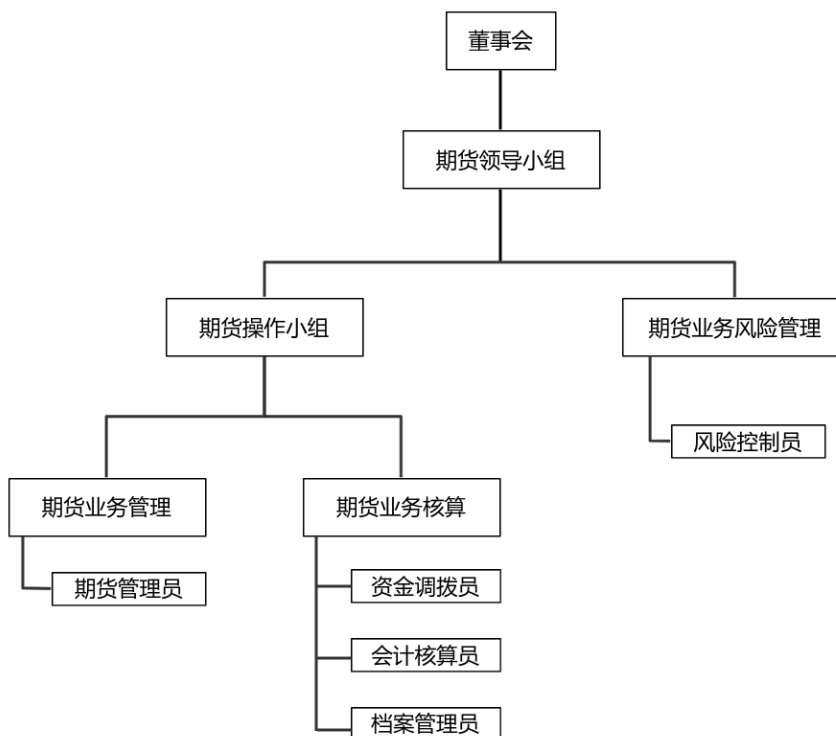 董事会
期货领导小组
期货操作小组
期货业务风险管理
风险控制员
期货业务管理
期货业务核算
期货管理员
资金调拨员
会计核算员
档案管理员